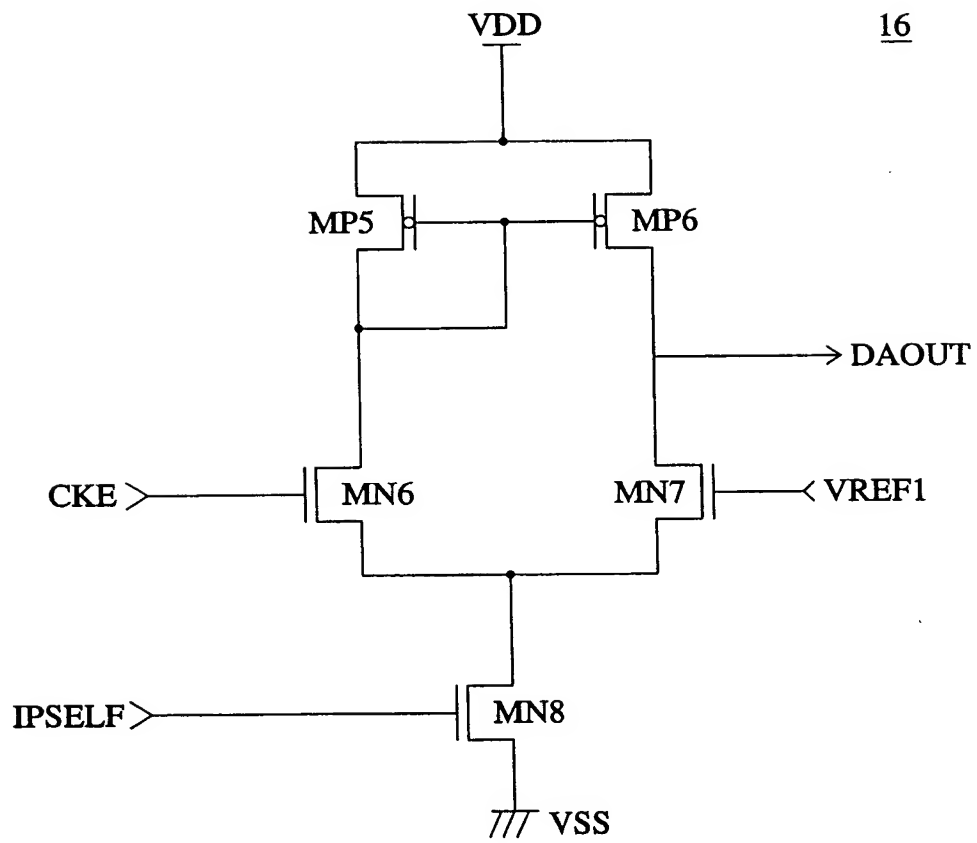 VDD
16
MP5
MP6
DAOUT
CKE
MN6
MN7
VREF1
IPSELF
MN8
VSS